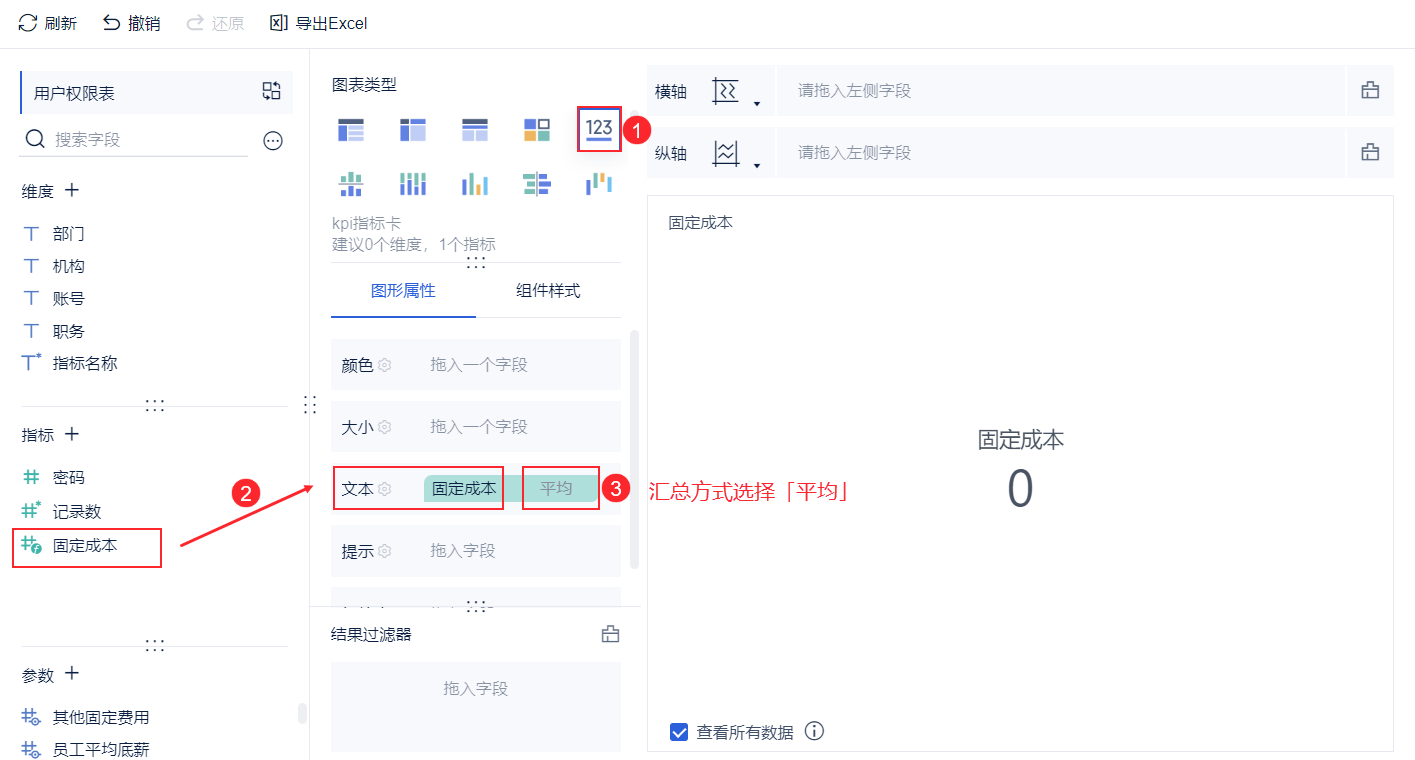 刷新 撤销 还原 导出Excel
用户权限表
搜索字段
维度
部门
机构
账号
职务
指标名称
指标
密码
记录数
固定成本
2
参数
其他固定费用
员工平均底薪
图表类型
123
1
kpi指标卡
建议0个维度，1个指标
图形属性 组件样式
颜色 拖入一个字段
大小 拖入一个字段
文本 固定成本 平均
3 汇总方式选择「平均」
提示 拖入字段
结果过滤器
拖入字段
横轴 请拖入左侧字段
纵轴 请拖入左侧字段
固定成本
固定成本
0
查看所有数据